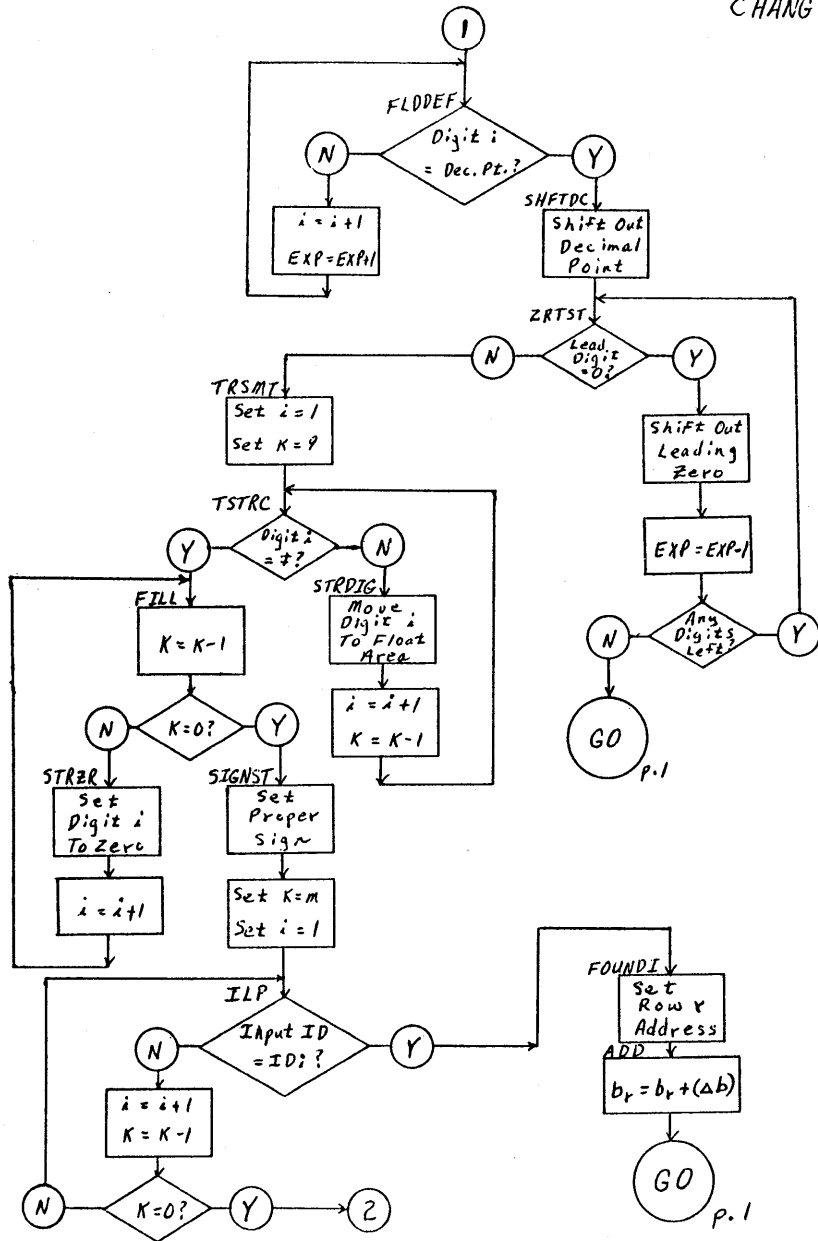 CHANG
1
FLDDEF
Digit i
= Dec. Pt.?
N
Y
i = i+1
EXP=EXP+1
SHFTDC
Shift Out
Decimal
Point
ZRTST
Lead
Digit
=0?
N
Y
TRSMT
Set i=1
Set K=9
Shift Out
Leading
Zero
EXP=EXP-1
Any
Digits
Left?
N
Y
GO
p.1
TSTRC
Digit i
= ‡?
Y
N
FILL
K = K-1
STRDIG
Move
Digit i
To Float
Area
i = i+1
K = K-1
K=0?
N
Y
STRZR
Set
Digit i
To Zero
i = i+1
SIGNST
Set
Proper
Sign
Set K=m
Set i=1
ILP
Input ID
=IDi?
N
Y
FOUNDI
Set
Row r
Address
ADD
br = br + (Δb)
GO
p.1
i = i+1
K = K-1
K=0?
N
Y
2